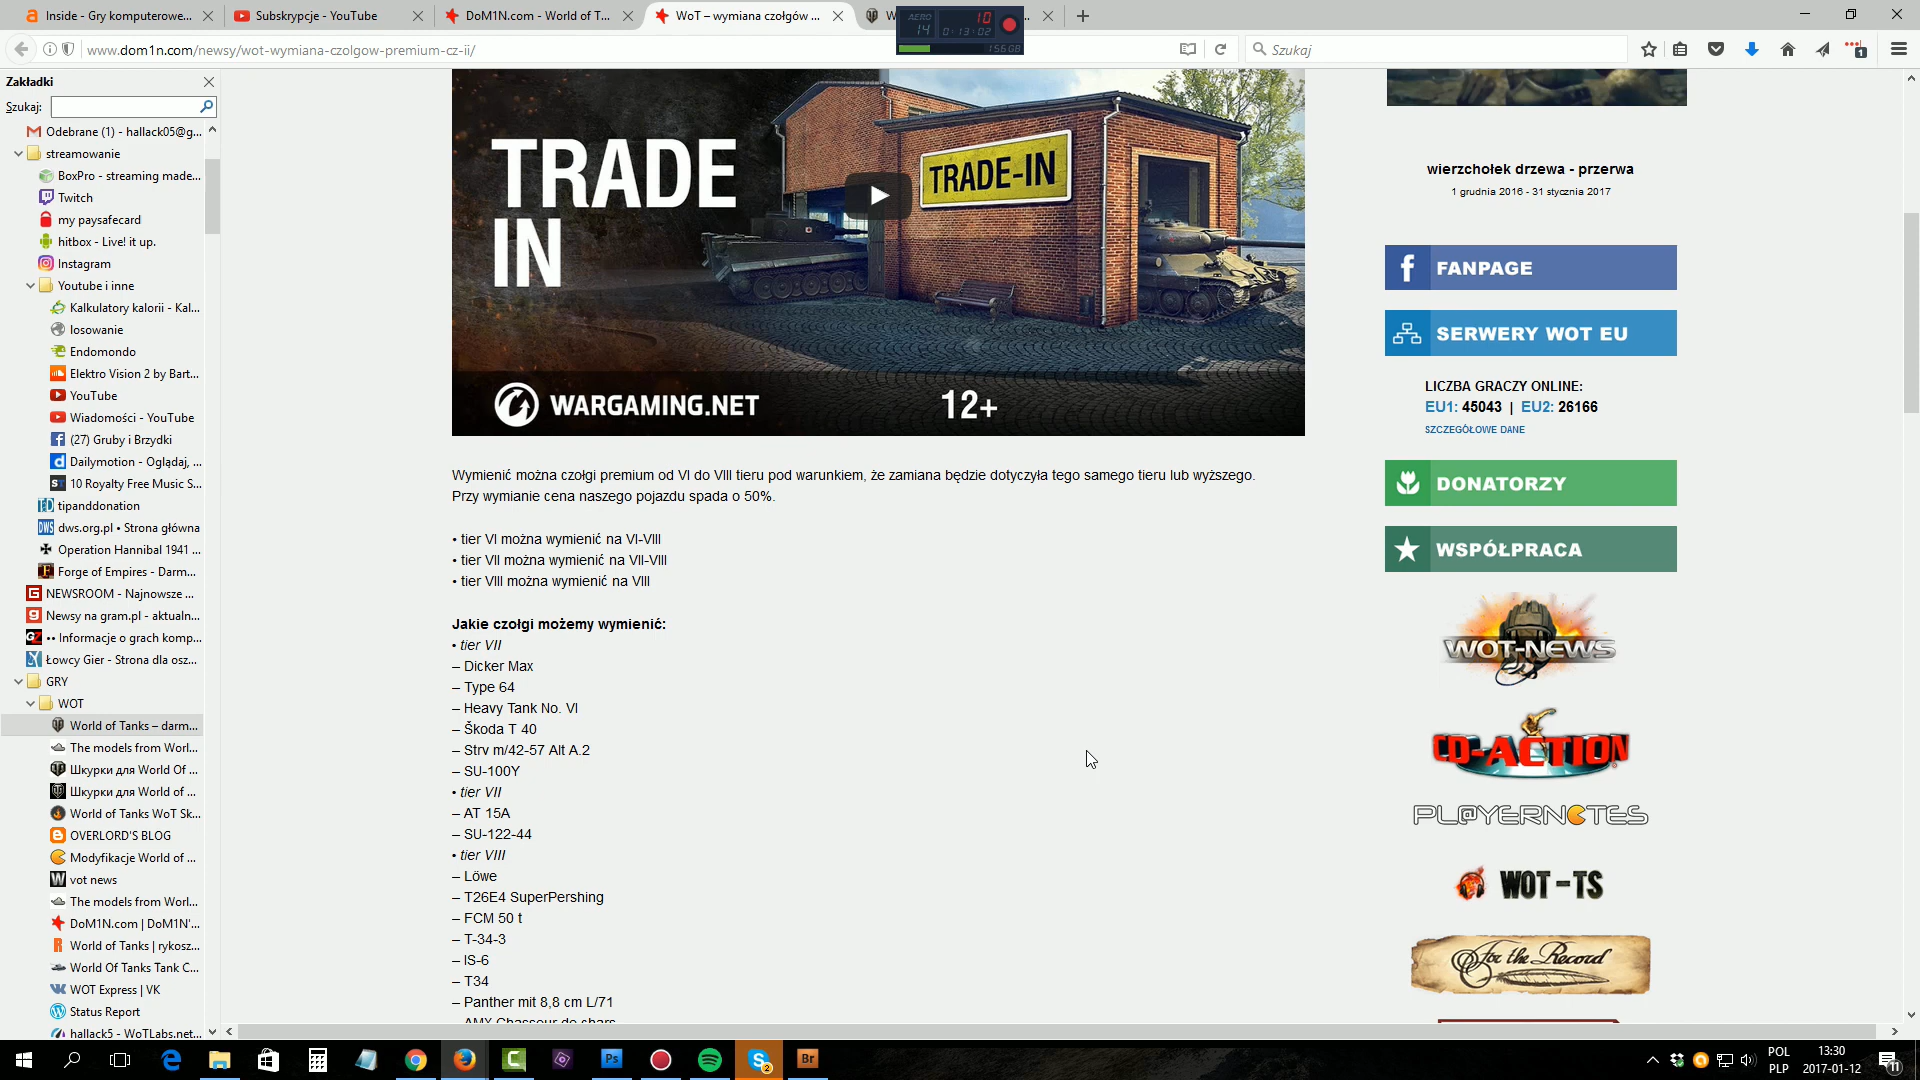 Inside - Gry komputerowe...
Subskrypcje - YouTube
DoM1N.com - World of T...
WoT – wymiana czołgów ...
AERO
14
10
0:13:02
156GB
www.dom1n.com/newsy/wot-wymiana-czolgow-premium-cz-ii/
Szukaj
Zakładki
Szukaj:
Odebrane (1) - hallack05@g...
streamowanie
BoxPro - streaming made...
Twitch
my paysafecard
hitbox - Live! it up.
Instagram
Youtube i inne
Kalkulatory kalorii - Kal...
losowanie
Endomondo
Elektro Vision 2 by Bart...
YouTube
Wiadomości - YouTube
(27) Gruby i Brzydki
Dailymotion - Oglądaj, ...
10 Royalty Free Music S...
tipanddonation
dws.org.pl • Strona główna
Operation Hannibal 1941 ...
Forge of Empires - Darm...
NEWSROOM - Najnowsze ...
Newsy na gram.pl - aktualn...
•• Informacje o grach komp...
Łowcy Gier - Strona dla osz...
GRY
WOT
World of Tanks – darm...
The models from Worl...
Шкурки для World Of ...
Шкурки для World of ...
World of Tanks WoT Sk...
OVERLORD'S BLOG
Modyfikacje World of ...
vot news
The models from Worl...
DoM1N.com | DoM1N'...
World of Tanks | rykosz...
World Of Tanks Tank C...
WOT Express | VK
Status Report
hallack5 - WoTLabs.net...
TRADE
IN
TRADE-IN
WARGAMING.NET
12+
Wymienić można czołgi premium od VI do VIII tieru pod warunkiem, że zamiana będzie dotyczyła tego samego tieru lub wyższego.
Przy wymianie cena naszego pojazdu spada o 50%.
• tier VI można wymienić na VI-VIII
• tier VII można wymienić na VII-VIII
• tier VIII można wymienić na VIII
Jakie czołgi możemy wymienić:
• tier VII
– Dicker Max
– Type 64
– Heavy Tank No. VI
– Škoda T 40
– Strv m/42-57 Alt A.2
– SU-100Y
• tier VII
– AT 15A
– SU-122-44
• tier VIII
– Löwe
– T26E4 SuperPershing
– FCM 50 t
– T-34-3
– IS-6
– T34
– Panther mit 8,8 cm L/71
– AMX Chasseur de chars
wierzchołek drzewa - przerwa
1 grudnia 2016 - 31 stycznia 2017
FANPAGE
SERWERY WOT EU
LICZBA GRACZY ONLINE:
EU1: 45043 | EU2: 26166
SZCZEGÓŁOWE DANE
DONATORZY
WSPÓŁPRACA
WOT-NEWS
CD-ACTION
PL@YERNOTES
WOT-TS
For the Record
POL
PLP
13:30
2017-01-12
11